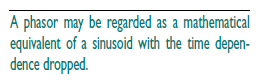 A phasor may be regarded as a mathematical
equivalent of a sinusoid with the time depen-
dence dropped.